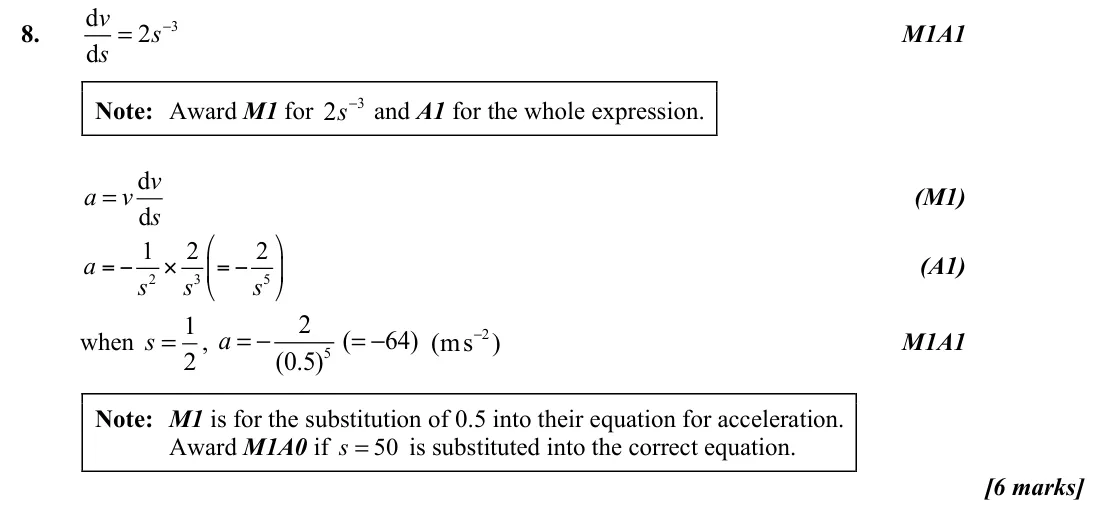 8. dv/ds = 2s⁻³ M1A1
Note: Award M1 for 2s⁻³ and A1 for the whole expression.
a = v dv/ds (M1)
a = −1/s² × 2/s³ (= −2/s⁵) (A1)
when s = 1/2, a = −2/(0.5)⁵ (= −64) (m s⁻²) M1A1
Note: M1 is for the substitution of 0.5 into their equation for acceleration.
Award M1A0 if s = 50 is substituted into the correct equation.
[6 marks]